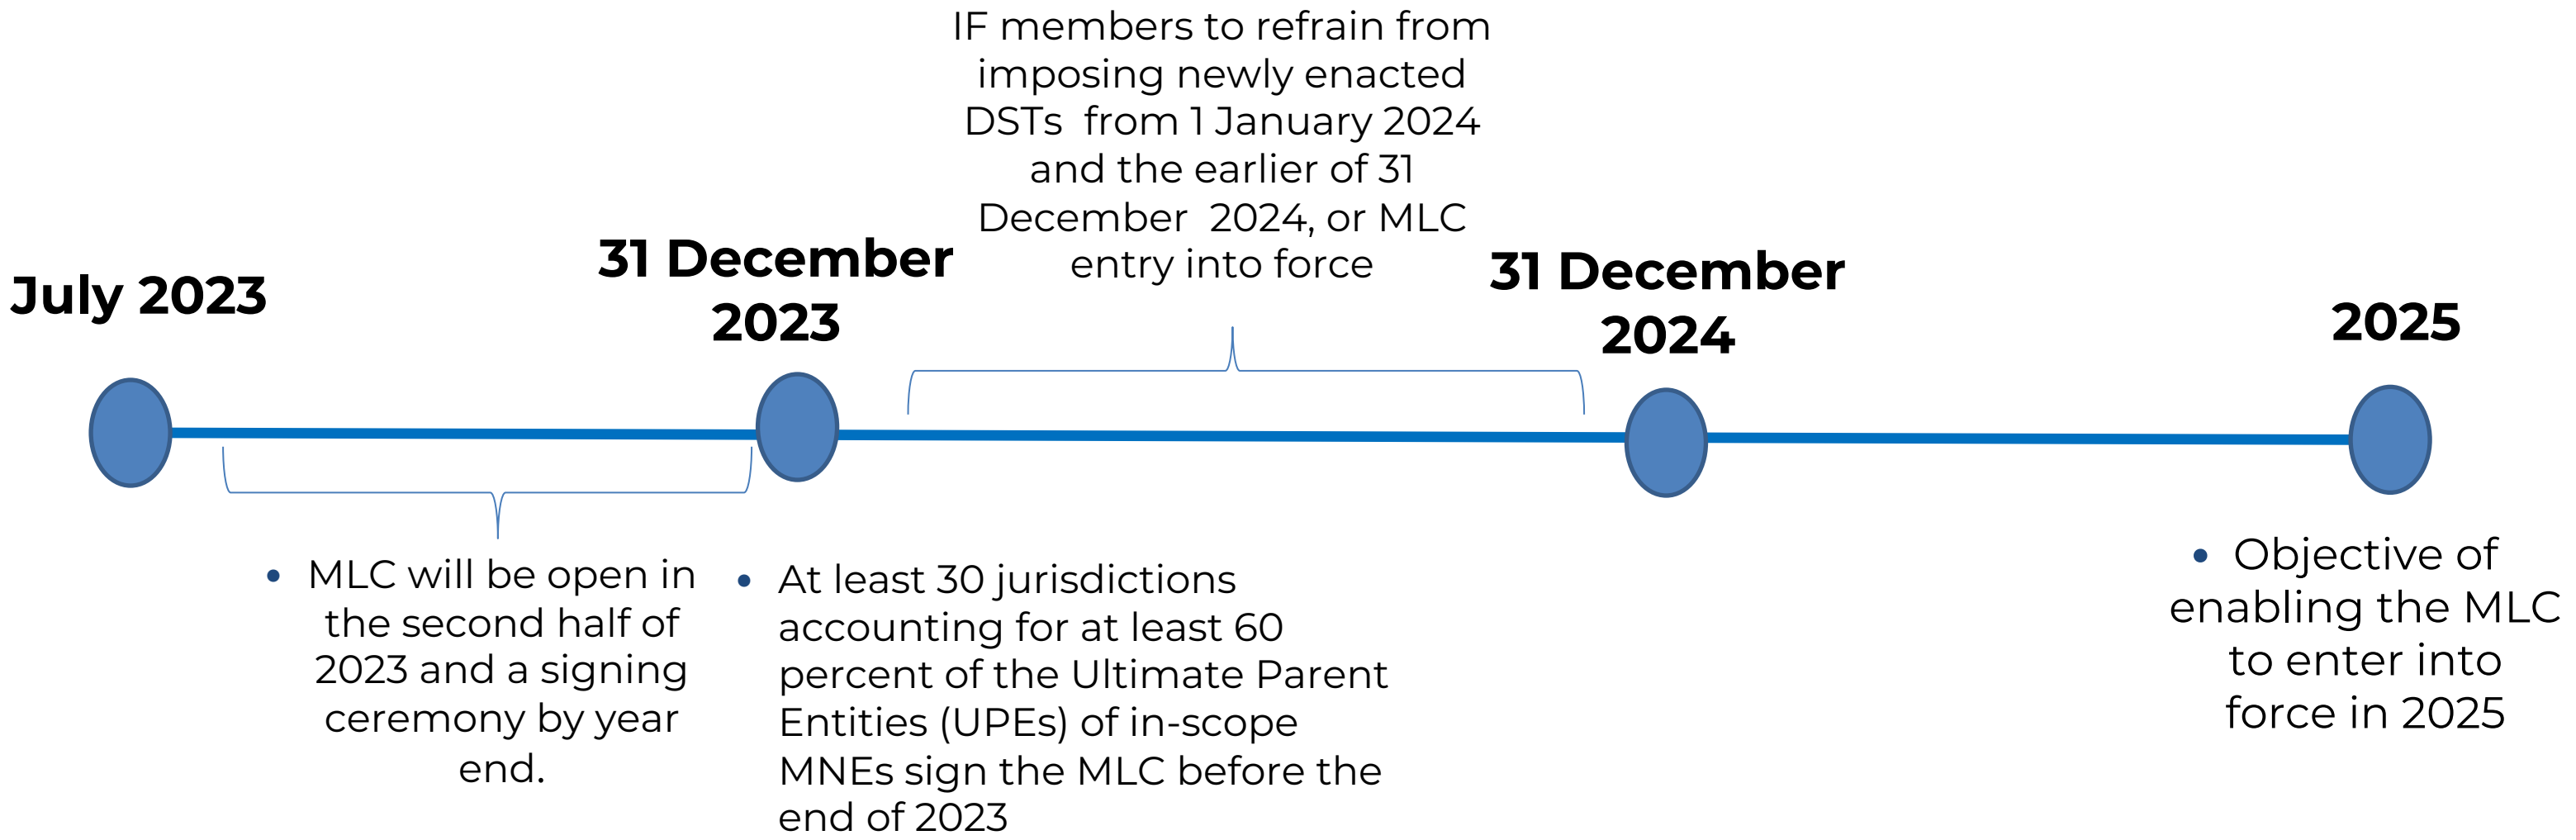 IF members to refrain from
imposing newly enacted
DSTs  from 1 January 2024
and the earlier of 31
December  2024, or MLC
entry into force
July 2023
31 December
2023
31 December
2024
2025
• MLC will be open in
the second half of
2023 and a signing
ceremony by year
end.
• At least 30 jurisdictions
accounting for at least 60
percent of the Ultimate Parent
Entities (UPEs) of in-scope
MNEs sign the MLC before the
end of 2023
• Objective of
enabling the MLC
to enter into
force in 2025